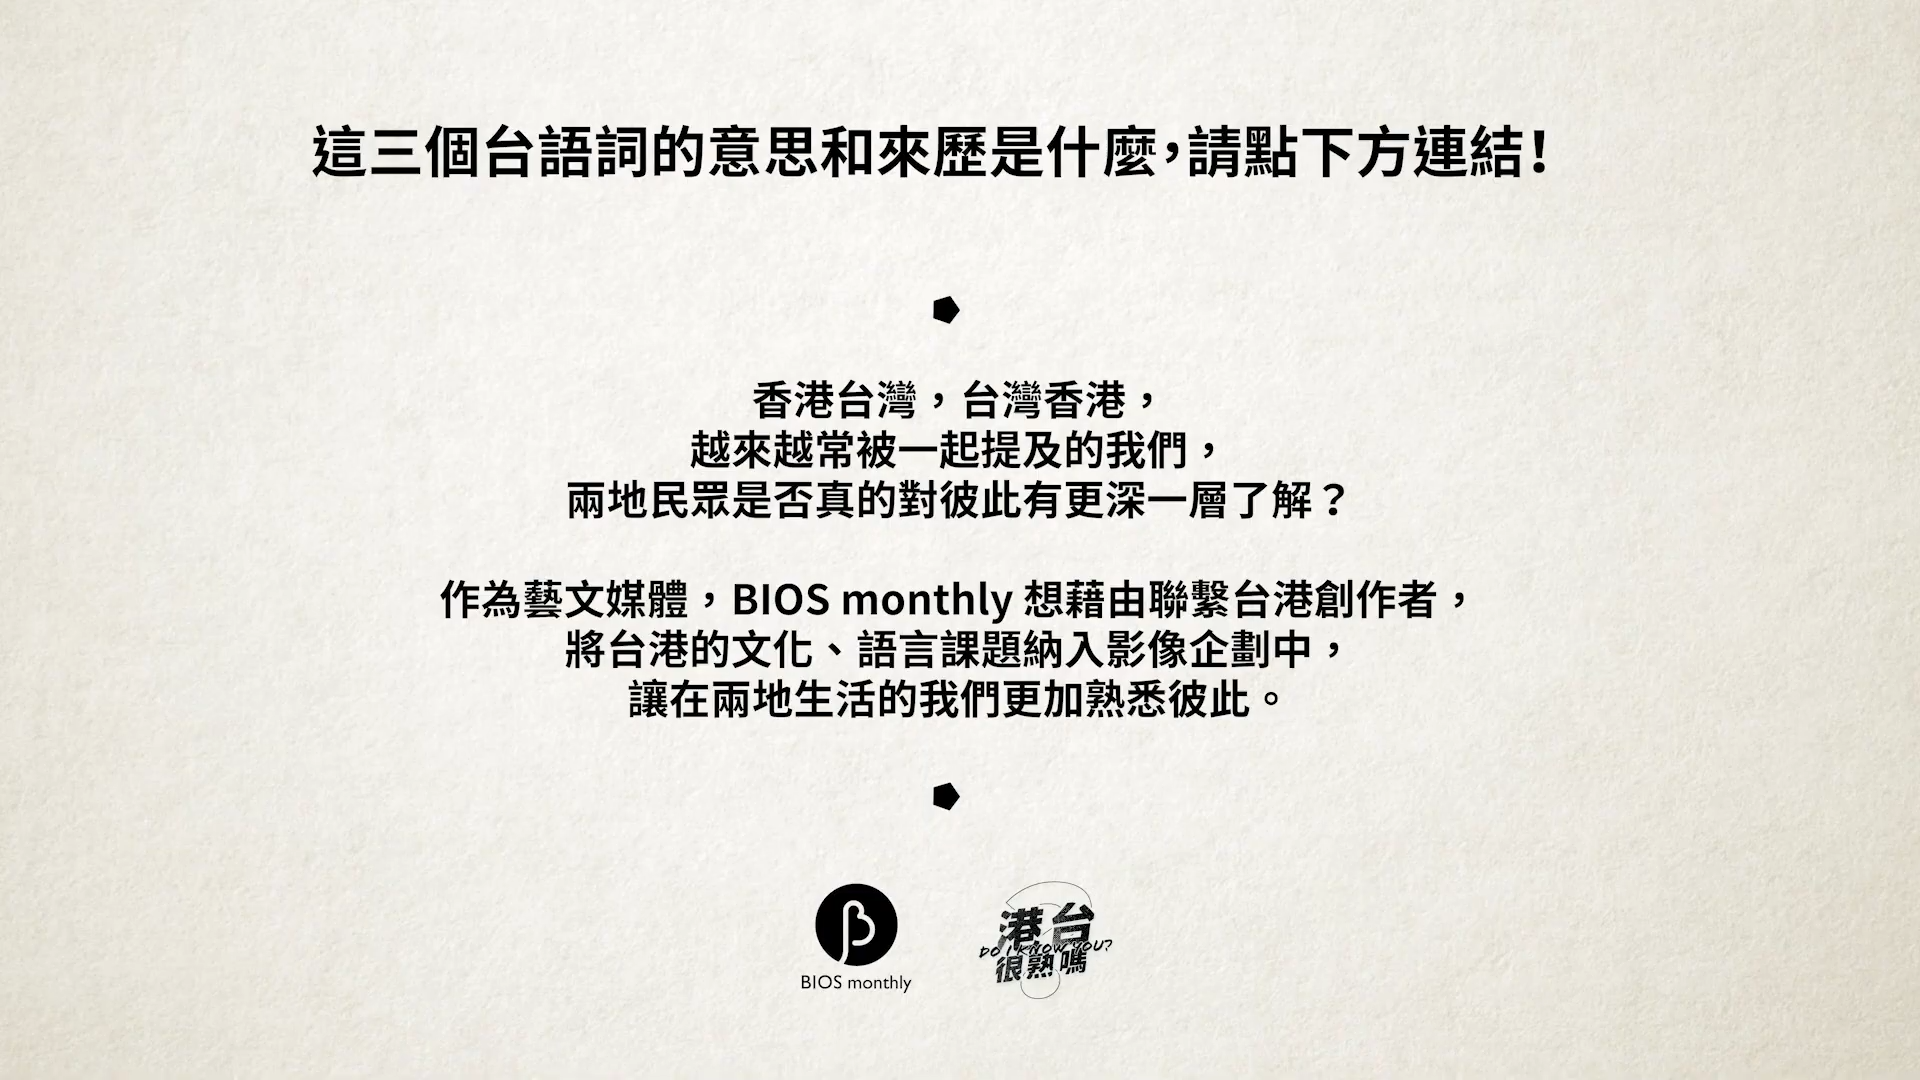 這三個台語詞的意思和來歷是什麼，請點下方連結！
香港台灣，台灣香港，
越來越常被一起提及的我們，
兩地民眾是否真的對彼此有更深一層了解？
作為藝文媒體，BIOS monthly 想藉由聯繫台港創作者，
將台港的文化、語言課題納入影像企劃中，
讓在兩地生活的我們更加熟悉彼此。
β
BIOS monthly
港台
DO I KNOW YOU?
很熟嗎